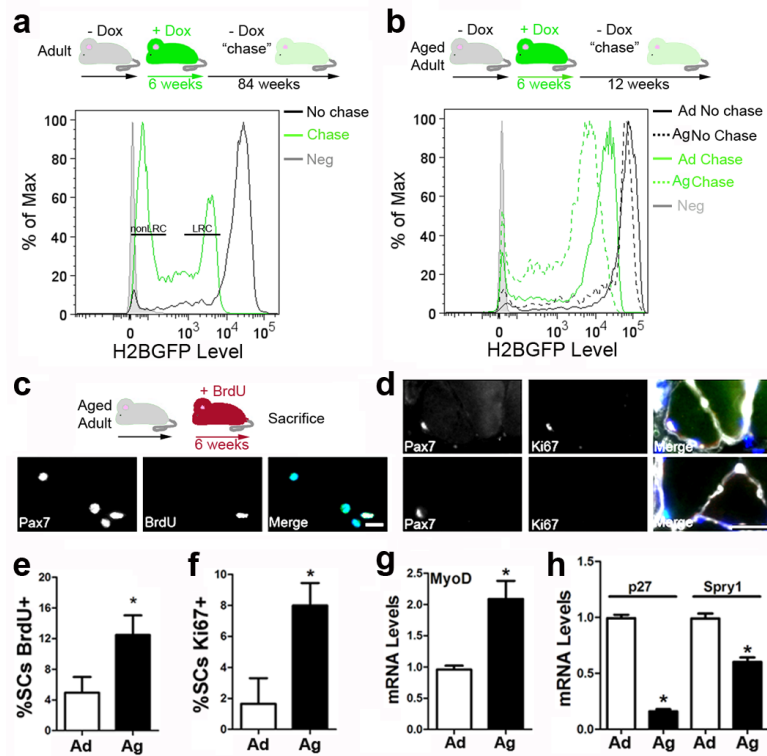 a
- Dox
+ Dox
- Dox
"chase"
Adult
6 weeks
84 weeks
No chase
Chase
Neg
% of Max
100
80
60
40
20
0
nonLRC
LRC
0
10³
10⁴
10⁵
H2BGFP Level
b
- Dox
+ Dox
- Dox
"chase"
Aged
Adult
6 weeks
12 weeks
Ad No chase
AgNo Chase
Ad Chase
AgChase
Neg
% of Max
100
80
60
40
20
0
0
10³
10⁴
10⁵
H2BGFP Level
c
+ BrdU
Aged
Adult
Sacrifice
6 weeks
Pax7
BrdU
Merge
d
Pax7
Ki67
Merge
Pax7
Ki67
Merge
e
%SCs BrdU+
16
12
8
4
0
*
Ad
Ag
f
%SCs Ki67+
10
8
6
4
2
0
*
Ad
Ag
g
MyoD
mRNA Levels
2.5
2.0
1.5
1.0
0.5
0.0
*
Ad
Ag
h
p27
Spry1
mRNA Levels
1.5
1.0
0.5
0.0
*
*
Ad
Ag
Ad
Ag